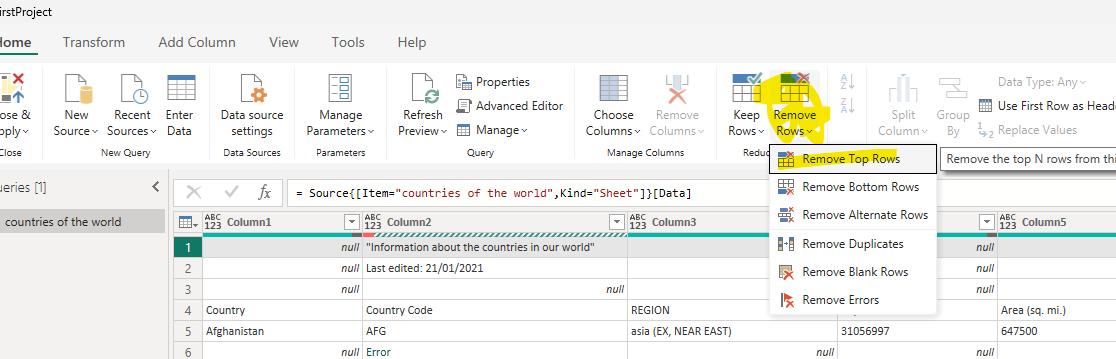 irstProject
Home Transform Add Column View Tools Help
ose & pply New Source Recent Sources Enter Data Data source settings Manage Parameters Refresh Preview Properties Advanced Editor Manage Choose Columns Remove Columns Keep Rows Remove Rows Split Column Group By Data Type: Any Use First Row as Heade Replace Values
Close New Query Data Sources Parameters Query Manage Columns Reduc
Remove Top Rows
Remove the top N rows from thi
Remove Bottom Rows
Remove Alternate Rows
Remove Duplicates
Remove Blank Rows
Remove Errors
ueries [1]
countries of the world
fx = Source{[Item="countries of the world",Kind="Sheet"]}[Data]
ABC 123 Column1 ABC 123 Column2 ABC 123 Column3 ABC 123 Column5
1 null "Information about the countries in our world" null
2 null Last edited: 21/01/2021 null
3 null null null
4 Country Country Code REGION Area (sq. mi.)
5 Afghanistan AFG asia (EX, NEAR EAST) 31056997 647500
6 null Error null null null